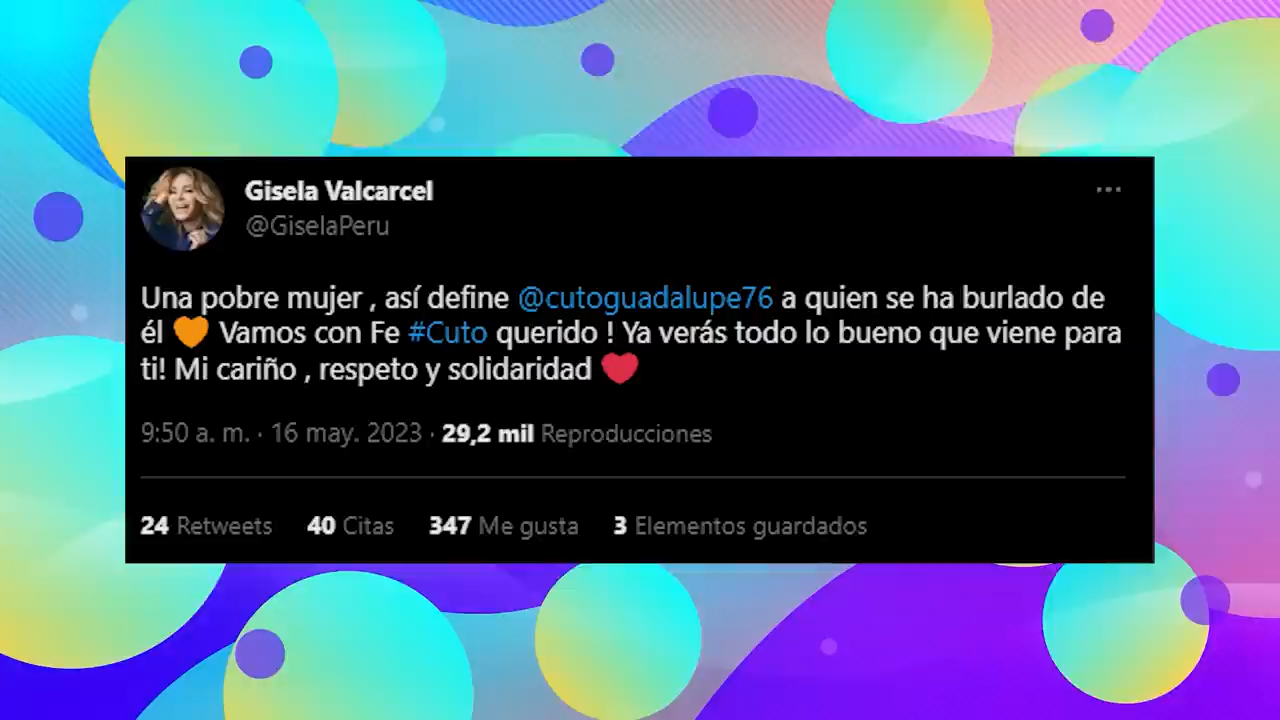 Gisela Valcarcel
@GiselaPeru
Una pobre mujer , así define @cutoguadalupe76 a quien se ha burlado de
él 🧡 Vamos con Fe #Cuto querido ! Ya verás todo lo bueno que viene para
ti! Mi cariño , respeto y solidaridad ❤️
9:50 a. m. · 16 may. 2023 · 29,2 mil Reproducciones
24 Retweets 40 Citas 347 Me gusta 3 Elementos guardados